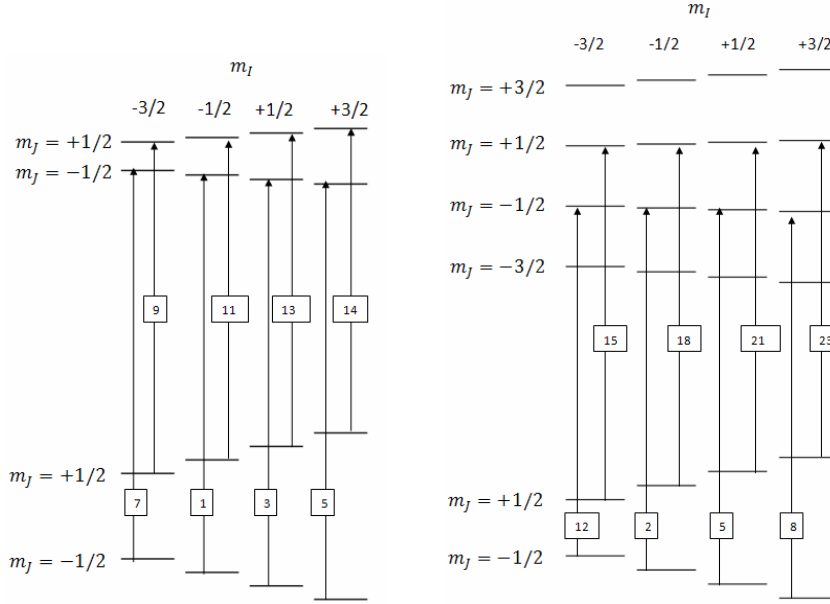 m_I
-3/2 -1/2 +1/2 +3/2
m_J = +1/2
m_J = −1/2
9 11 13 14
m_J = +1/2
7 1 3 5
m_J = −1/2
m_I
-3/2 -1/2 +1/2 +3/2
m_J = +3/2
m_J = +1/2
m_J = −1/2
m_J = −3/2
15 18 21 23
m_J = +1/2
12 2 5 8
m_J = −1/2